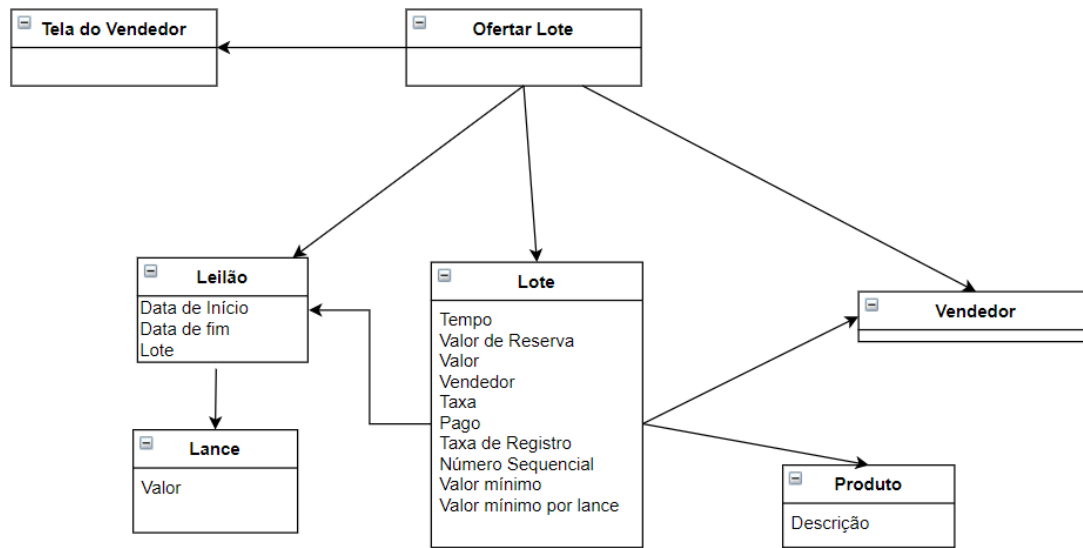 Tela do Vendedor
Ofertar Lote
Leilão
Data de Início
Data de fim
Lote
Lote
Tempo
Valor de Reserva
Valor
Vendedor
Taxa
Pago
Taxa de Registro
Número Sequencial
Valor mínimo
Valor mínimo por lance
Vendedor
Lance
Valor
Produto
Descrição